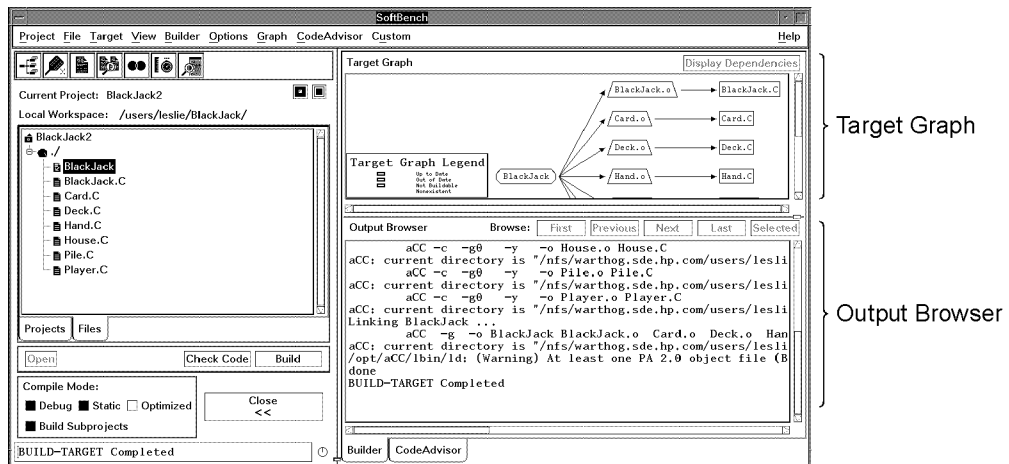 SoftBench
Project File Target View Builder Options Graph CodeAdvisor Custom Help
Current Project: BlackJack2
Local Workspace: /users/leslie/BlackJack/
BlackJack2
./
BlackJack
BlackJack.C
Card.C
Deck.C
Hand.C
House.C
Pile.C
Player.C
Projects Files
Open Check Code Build
Compile Mode:
Debug Static Optimized
Build Subprojects
Close
<<
BUILD-TARGET Completed
Target Graph Display Dependencies
BlackJack.o BlackJack.C
Card.o Card.C
Deck.o Deck.C
BlackJack Hand.o Hand.C
Target Graph Legend
Up to Date
Out of Date
Not Buildable
Nonexistent
Output Browser Browse: First Previous Next Last Selected
aCC -c -g0 -y -o House.o House.C
aCC: current directory is "/nfs/warthog.sde.hp.com/users/lesli
aCC -c -g0 -y -o Pile.o Pile.C
aCC: current directory is "/nfs/warthog.sde.hp.com/users/lesli
aCC -c -g0 -y -o Player.o Player.C
aCC: current directory is "/nfs/warthog.sde.hp.com/users/lesli
Linking BlackJack ...
aCC -g -o BlackJack BlackJack.o Card.o Deck.o Han
aCC: current directory is "/nfs/warthog.sde.hp.com/users/lesli
/opt/aCC/lbin/ld: (Warning) At least one PA 2.0 object file (B
done
BUILD-TARGET Completed
Builder CodeAdvisor
Target Graph
Output Browser